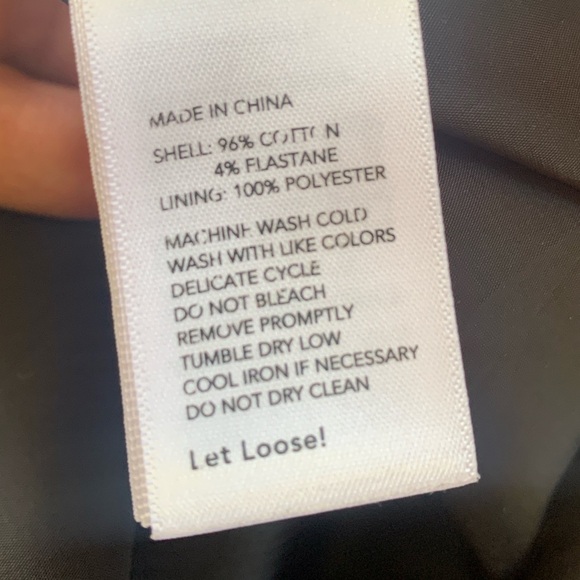 MADE IN CHINA
SHELL: 96% COTTON
4% ELASTANE
LINING: 100% POLYESTER
MACHINE WASH COLD
WASH WITH LIKE COLORS
DELICATE CYCLE
DO NOT BLEACH
REMOVE PROMPTLY
TUMBLE DRY LOW
COOL IRON IF NECESSARY
DO NOT DRY CLEAN
Let Loose!